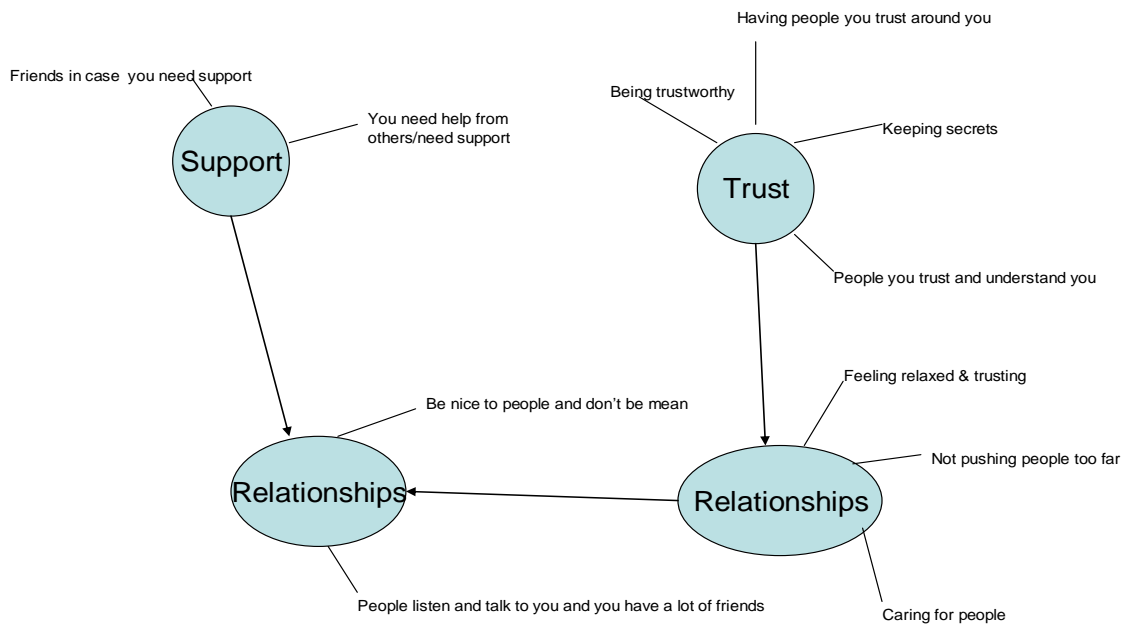 Having people you trust around you
Friends in case you need support
Being trustworthy
You need help from
others/need support
Keeping secrets
Support
Trust
People you trust and understand you
Feeling relaxed & trusting
Be nice to people and don't be mean
Not pushing people too far
Relationships
Relationships
People listen and talk to you and you have a lot of friends
Caring for people